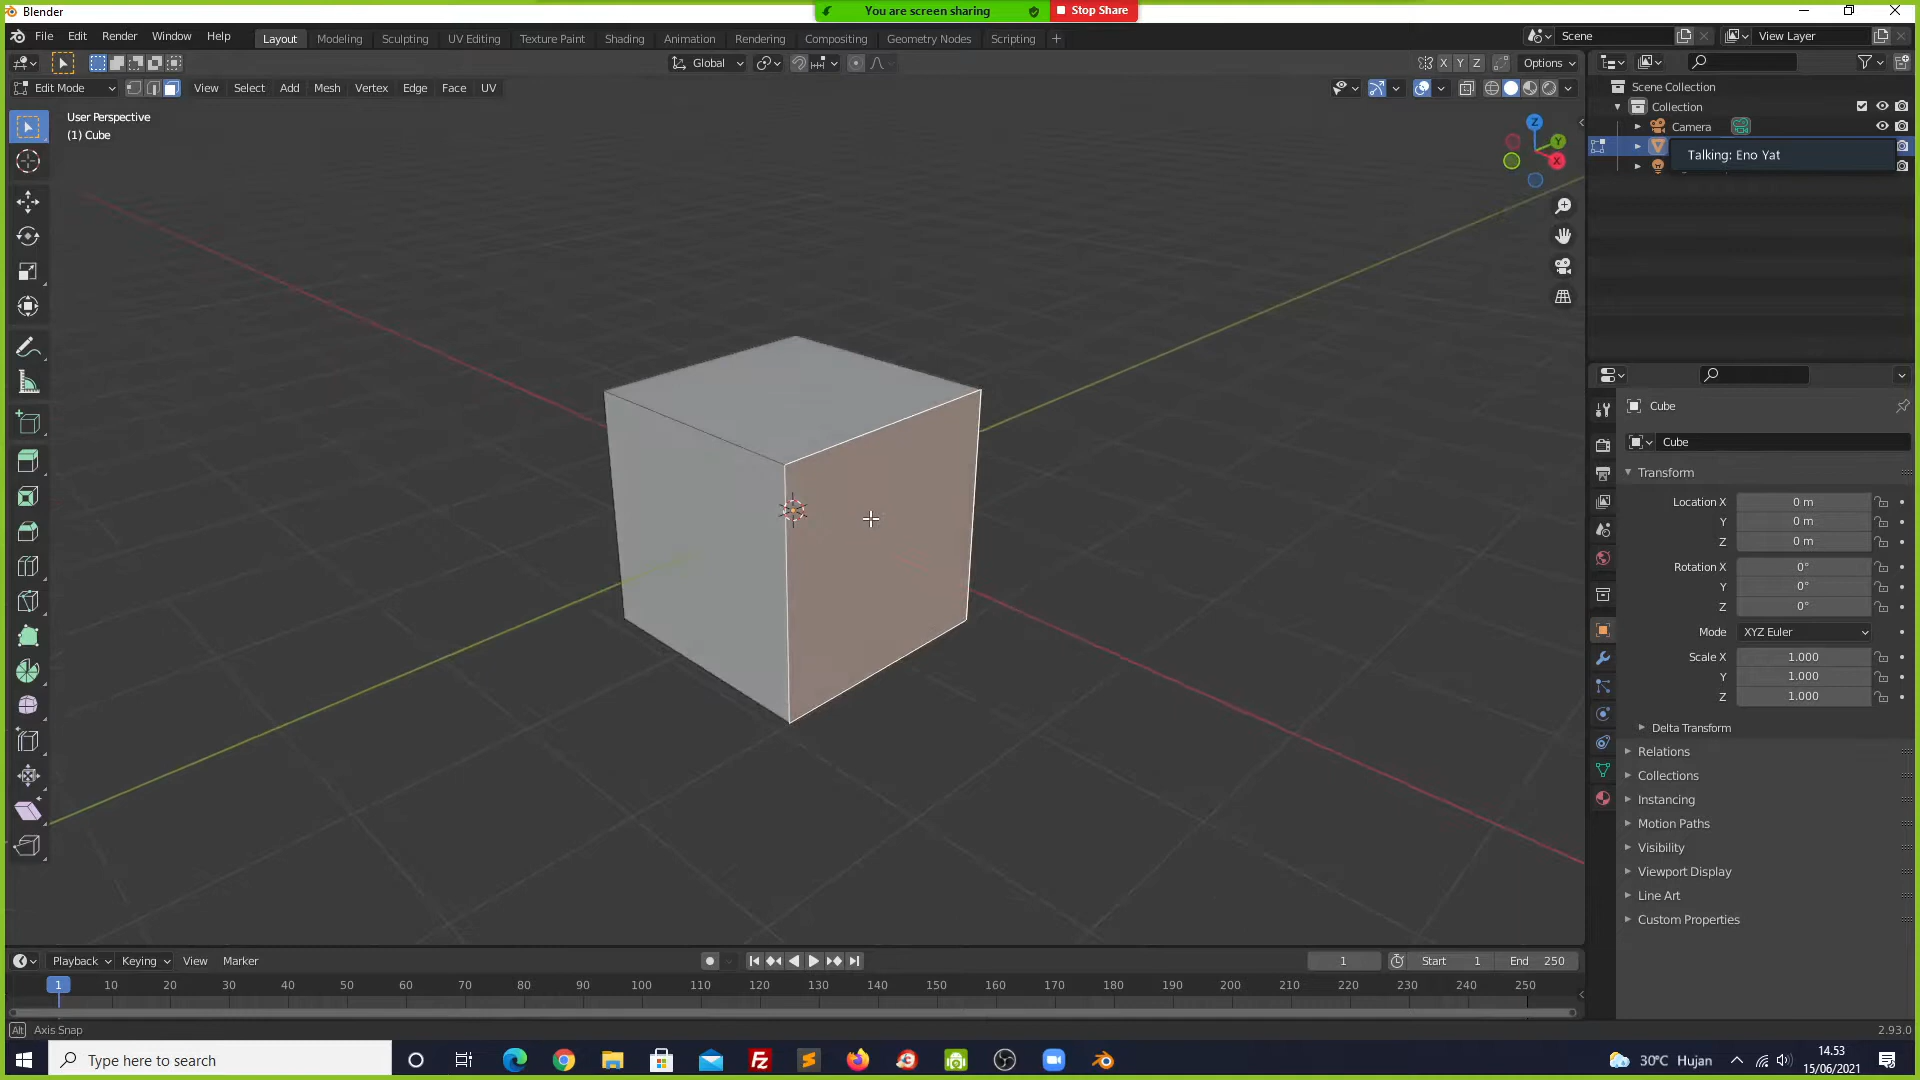 Blender
You are screen sharing
Stop Share
File Edit Render Window Help
Layout Modeling Sculpting UV Editing Texture Paint Shading Animation Rendering Compositing Geometry Nodes Scripting +
Scene
View Layer
Global
X Y Z
Options
Edit Mode
View Select Add Mesh Vertex Edge Face UV
User Perspective
(1) Cube
Z
Y
X
Scene Collection
Collection
Camera
Talking: Eno Yat
Cube
Cube
Transform
Location X 0 m
Y 0 m
Z 0 m
Rotation X 0°
Y 0°
Z 0°
Mode XYZ Euler
Scale X 1.000
Y 1.000
Z 1.000
Delta Transform
Relations
Collections
Instancing
Motion Paths
Visibility
Viewport Display
Line Art
Custom Properties
Playback Keying View Marker
1
Start 1
End 250
1 10 20 30 40 50 60 70 80 90 100 110 120 130 140 150 160 170 180 190 200 210 220 230 240 250
Alt Axis Snap
2.93.0
Type here to search
30°C Hujan
14.53
15/06/2021